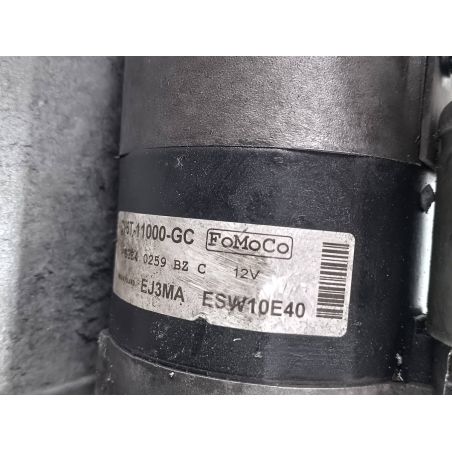 11000-GC FoMoCo
0259 BZ C 12V
EJ3MA ESW10E40